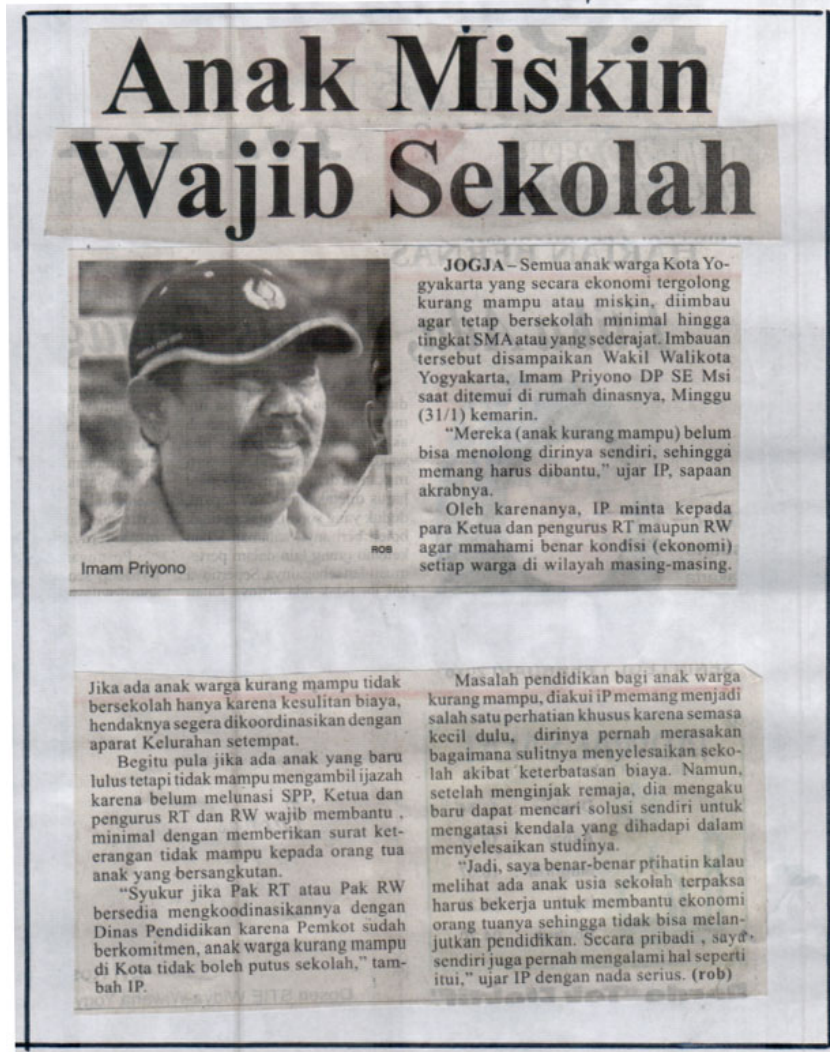 Anak Miskin
Wajib Sekolah
ROB
Imam Priyono
JOGJA – Semua anak warga Kota Yo-
gyakarta yang secara ekonomi tergolong
kurang mampu atau miskin, diimbau
agar tetap bersekolah minimal hingga
tingkat SMA atau yang sederajat. Imbauan
tersebut disampaikan Wakil Walikota
Yogyakarta, Imam Priyono DP SE Msi
saat ditemui di rumah dinasnya, Minggu
(31/1) kemarin.
“Mereka (anak kurang mampu) belum
bisa menolong dirinya sendiri, sehingga
memang harus dibantu,” ujar IP, sapaan
akrabnya.
Oleh karenanya, IP minta kepada
para Ketua dan pengurus RT maupun RW
agar mmahami benar kondisi (ekonomi)
setiap warga di wilayah masing-masing.
Jika ada anak warga kurang mampu tidak
bersekolah hanya karena kesulitan biaya,
hendaknya segera dikoordinasikan dengan
aparat Kelurahan setempat.
Begitu pula jika ada anak yang baru
lulus tetapi tidak mampu mengambil ijazah
karena belum melunasi SPP, Ketua dan
pengurus RT dan RW wajib membantu ,
minimal dengan memberikan surat ket-
erangan tidak mampu kepada orang tua
anak yang bersangkutan.
“Syukur jika Pak RT atau Pak RW
bersedia mengkoodinasikannya dengan
Dinas Pendidikan karena Pemkot sudah
berkomitmen, anak warga kurang mampu
di Kota tidak boleh putus sekolah,” tam-
bah IP.
Masalah pendidikan bagi anak warga
kurang mampu, diakui iP memang menjadi
salah satu perhatian khusus karena semasa
kecil dulu, dirinya pernah merasakan
bagaimana sulitnya menyelesaikan seko-
lah akibat keterbatasan biaya. Namun,
setelah menginjak remaja, dia mengaku
baru dapat mencari solusi sendiri untuk
mengatasi kendala yang dihadapi dalam
menyelesaikan studinya.
“Jadi, saya benar-benar prihatin kalau
melihat ada anak usia sekolah terpaksa
harus bekerja untuk membantu ekonomi
orang tuanya sehingga tidak bisa melan-
jutkan pendidikan. Secara pribadi , saya
sendiri juga pernah mengalami hal seperti
itui,” ujar IP dengan nada serius. (rob)